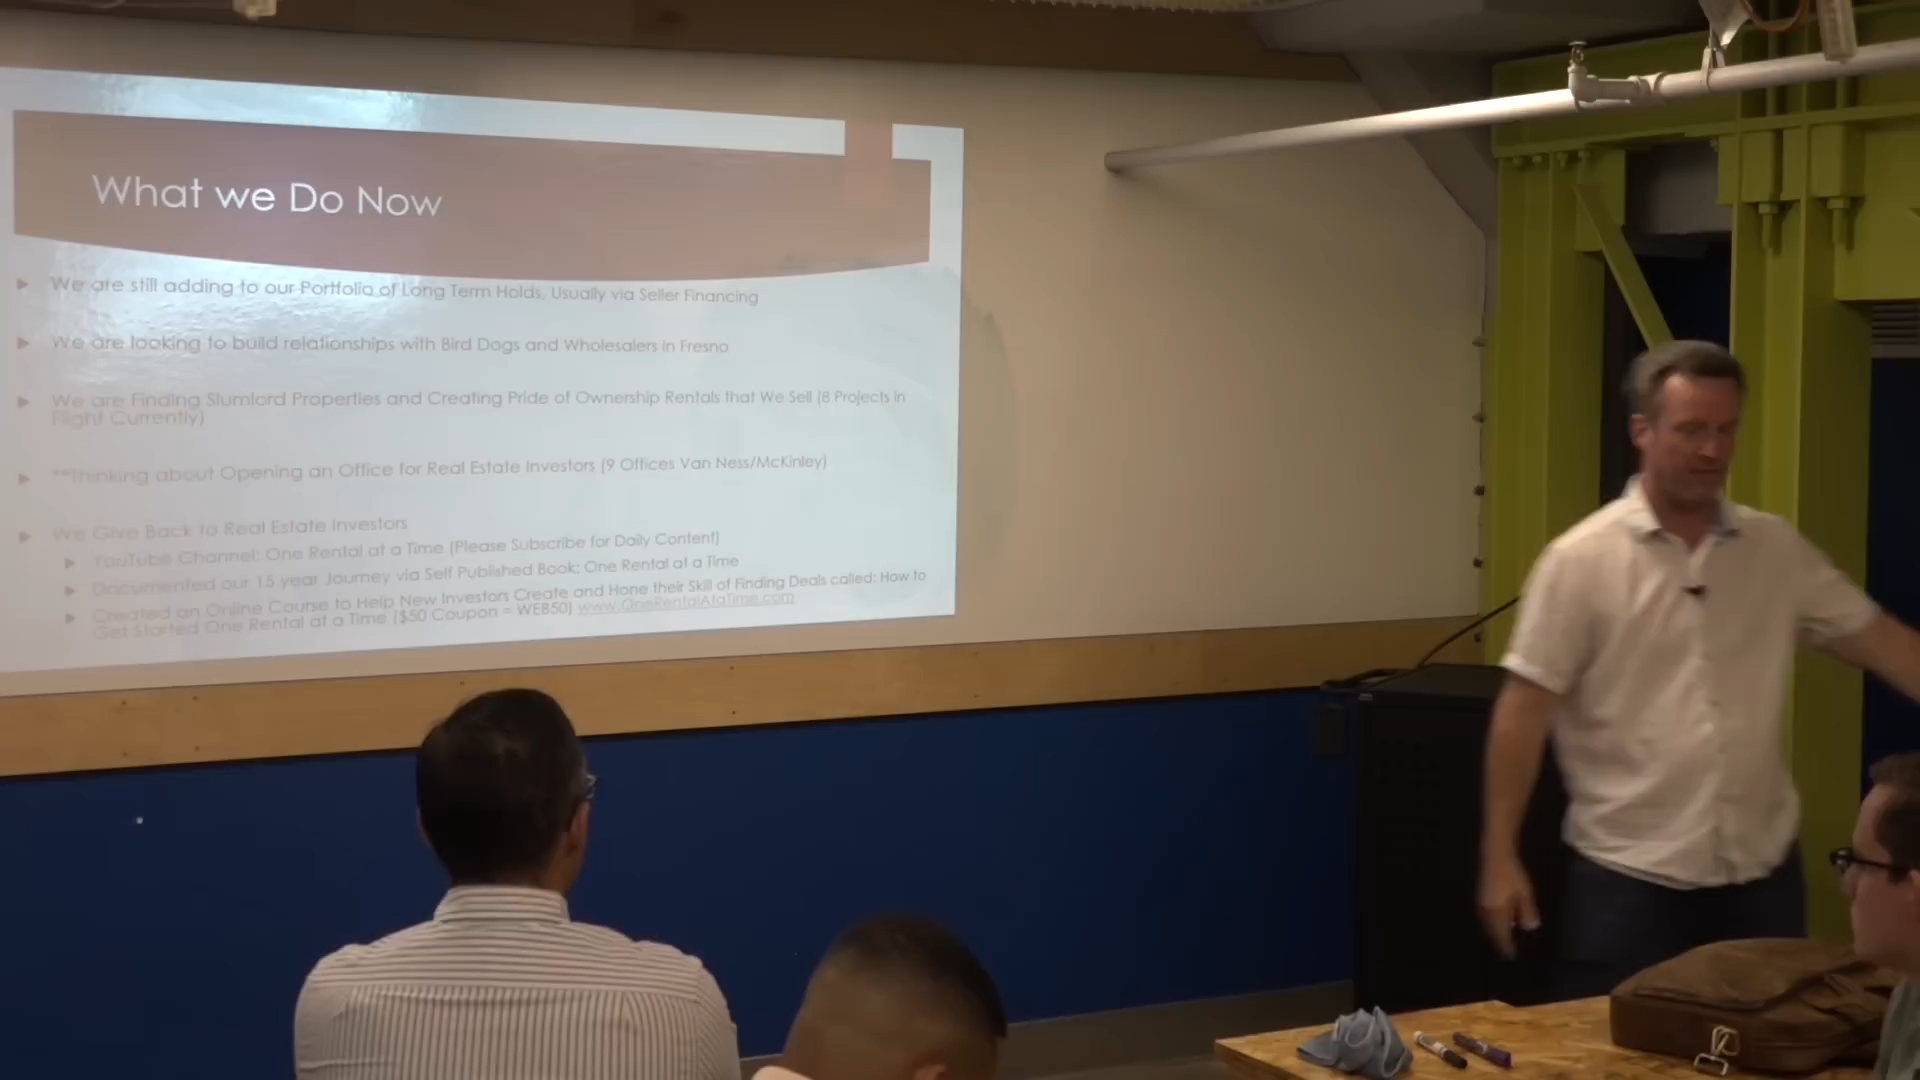 What we Do Now
We are still adding to our Portfolio of Long Term Holds, Usually via Seller Financing
We are looking to build relationships with Bird Dogs and Wholesalers in Fresno
We are Finding Slumlord Properties and Creating Pride of Ownership Rentals that We Sell (8 Projects in
Flight Currently)
**Thinking about Opening an Office for Real Estate Investors (9 Offices Van Ness/McKinley)
We Give Back to Real Estate Investors
YouTube Channel: One Rental at a Time (Please Subscribe for Daily Content)
Documented our 15 year Journey via Self Published Book: One Rental at a Time
Created an Online Course to Help New Investors Create and Hone their Skill of Finding Deals called: How to
Get Started One Rental at a Time ($50 Coupon = WEB50) www.OneRentalAtaTime.com